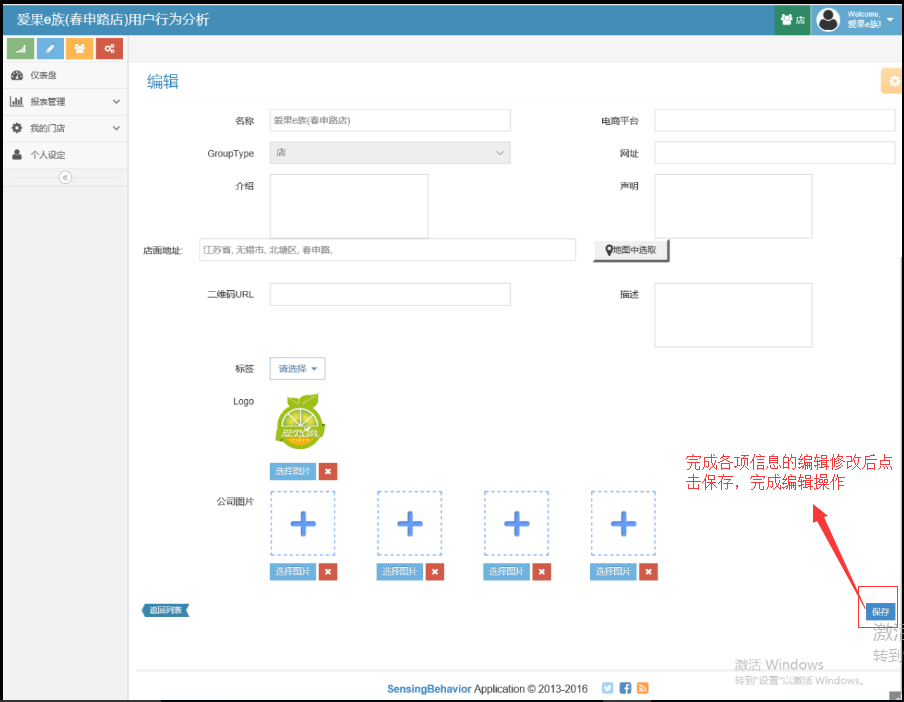 爱果e族(春申路店)用户行为分析
店
Welcome,
爱果e族!
仪表盘
报表管理
我的门店
个人设定
编辑
名称
爱果e族(春申路店)
电商平台
GroupType
店
网址
介绍
声明
店面地址:
江苏省, 无锡市, 北塘区, 春申路,
地图中选取
二维码URL
描述
标签
请选择
Logo
爱果e族
选择图片
完成各项信息的编辑修改后点
击保存，完成编辑操作
公司图片
选择图片
选择图片
选择图片
选择图片
返回列表
保存
激活
转到
激活 Windows
转到"设置"以激活 Windows。
SensingBehavior Application © 2013-2016